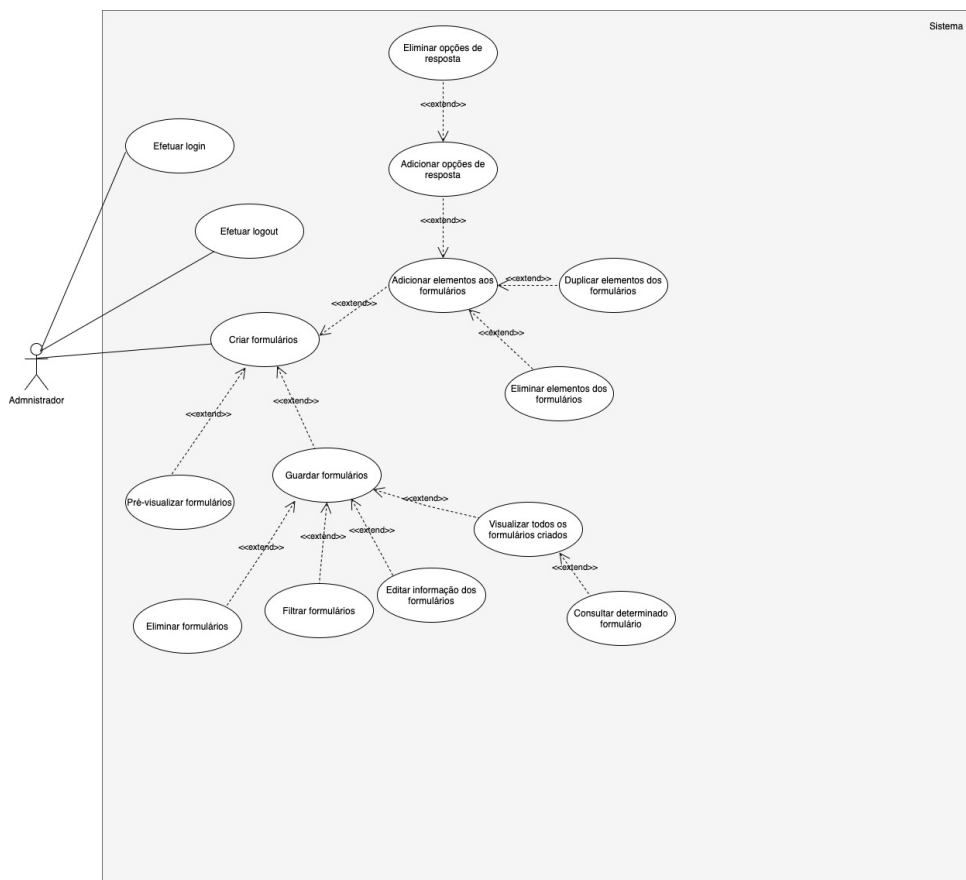 Sistema
Eliminar opções de
resposta
<<extend>>
Efetuar login
Adicionar opções de
resposta
<<extend>>
Efetuar logout
Adicionar elementos aos
formulários
<<extend>>
Duplicar elementos dos
formulários
<<extend>>
Criar formulários
<<extend>>
Admnistrador
Eliminar elementos dos
formulários
<<extend>>
<<extend>>
Guardar formulários
Pré-visualizar formulários
<<extend>>
Visualizar todos os
formulários criados
<<extend>>
<<extend>>
<<extend>>
<<extend>>
Editar informação dos
formulários
Filtrar formulários
Eliminar formulários
Consultar determinado
formulário